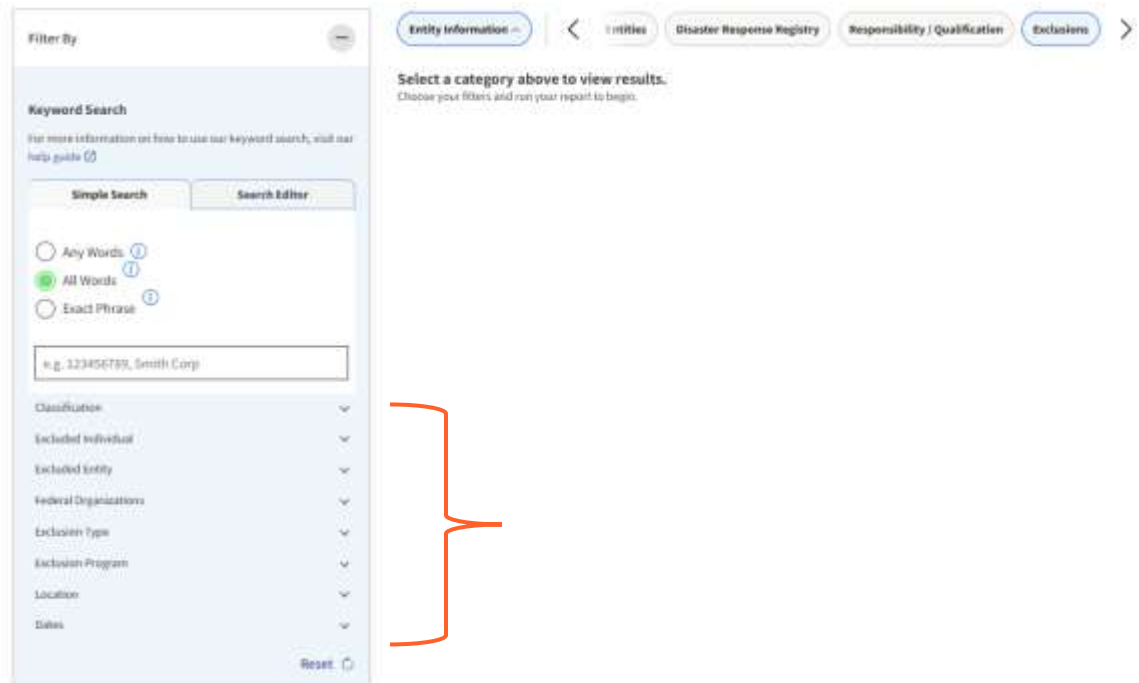 Filter By
Keyword Search
For more information on how to use our keyword search, visit our
help guide
Simple Search
Search Editor
Any Words
All Words
Exact Phrase
e.g. 123456789, Smith Corp
Classification
Excluded Individual
Excluded Entity
Federal Organizations
Exclusion Type
Exclusion Program
Location
Dates
Reset
Entity Information
Disaster Response Registry
Responsibility / Qualification
Exclusions
Select a category above to view results.
Choose your filters and run your report to begin.